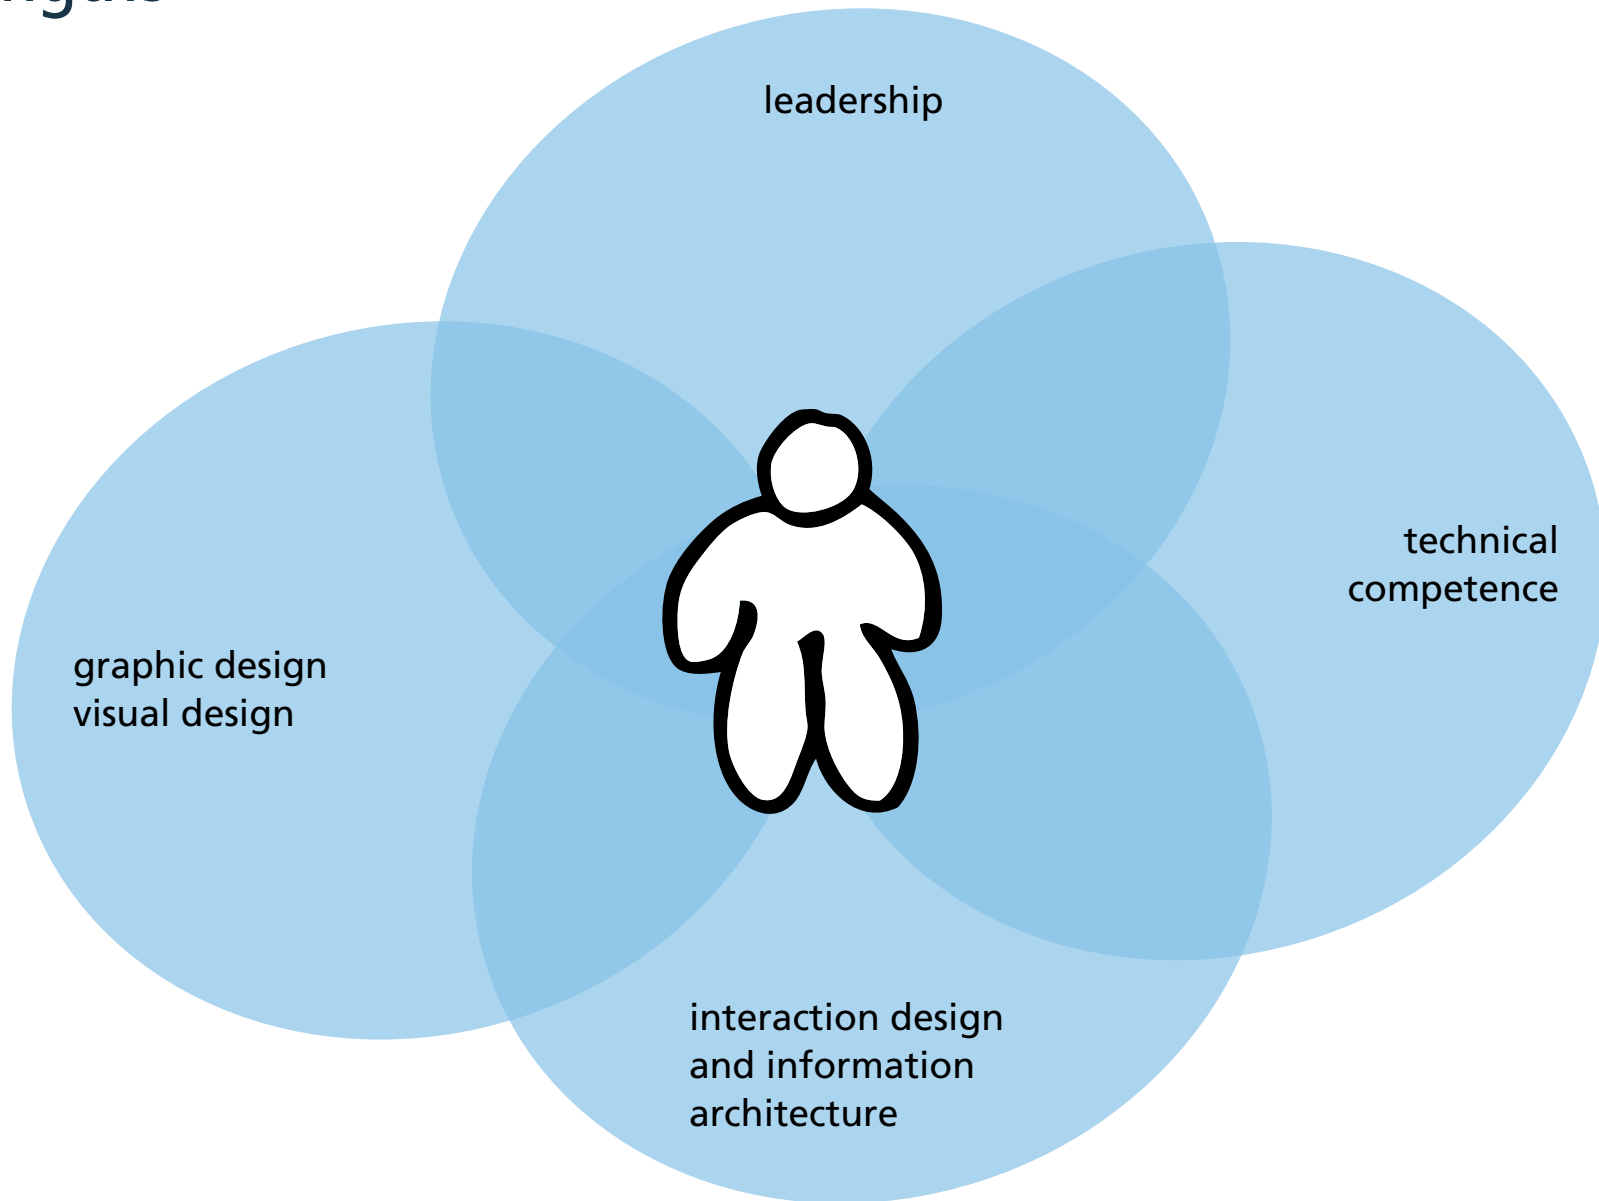 leadership
technical
competence
graphic design
visual design
interaction design
and information
architecture